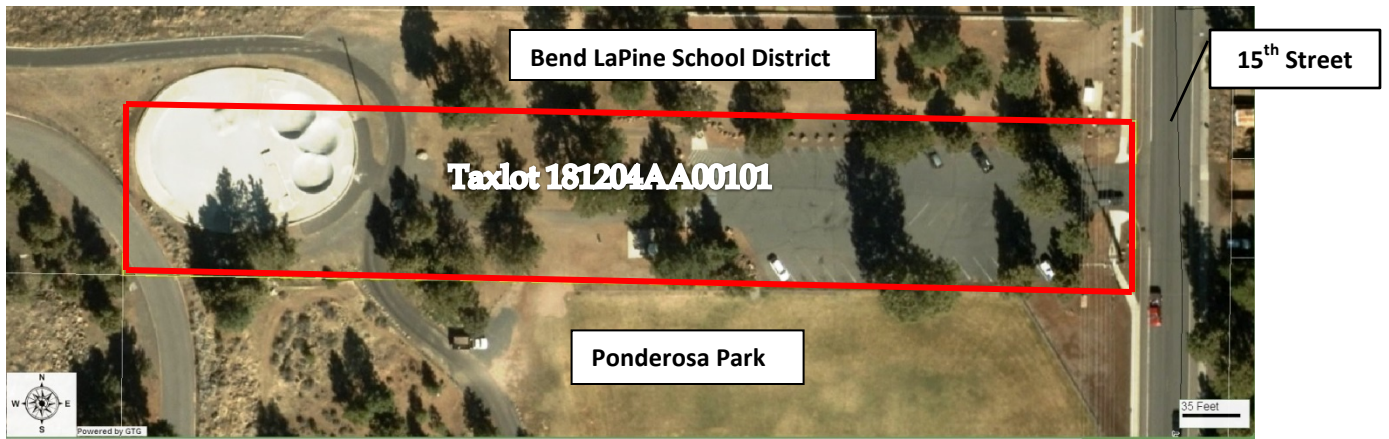 Bend LaPine School District
15th Street
Taxlot 181204AA00101
Ponderosa Park
N
W E
S
Powered by GTG
35 Feet